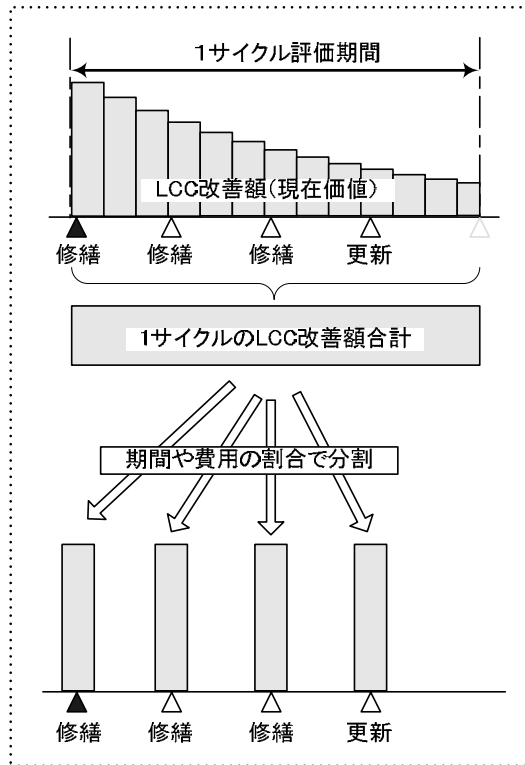 1サイクル評価期間
LCC改善額(現在価値)
修繕 修繕 修繕 更新
1サイクルのLCC改善額合計
期間や費用の割合で分割
修繕 修繕 修繕 更新